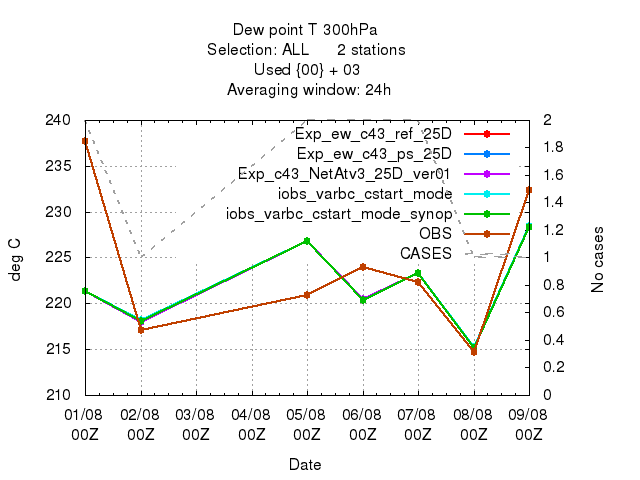 Dew point T 300hPa
Selection: ALL 2 stations
Used {00} + 03
Averaging window: 24h
240
235
230
225
220
215
210
deg C
2
1.8
1.6
1.4
1.2
1
0.8
0.6
0.4
0.2
0
No cases
Exp_ew_c43_ref_25D
Exp_ew_c43_ps_25D
Exp_c43_NetAtv3_25D_ver01
iobs_varbc_cstart_mode
iobs_varbc_cstart_mode_synop
OBS
CASES
01/08 02/08 03/08 04/08 05/08 06/08 07/08 08/08 09/08
00Z 00Z 00Z 00Z 00Z 00Z 00Z 00Z 00Z
Date